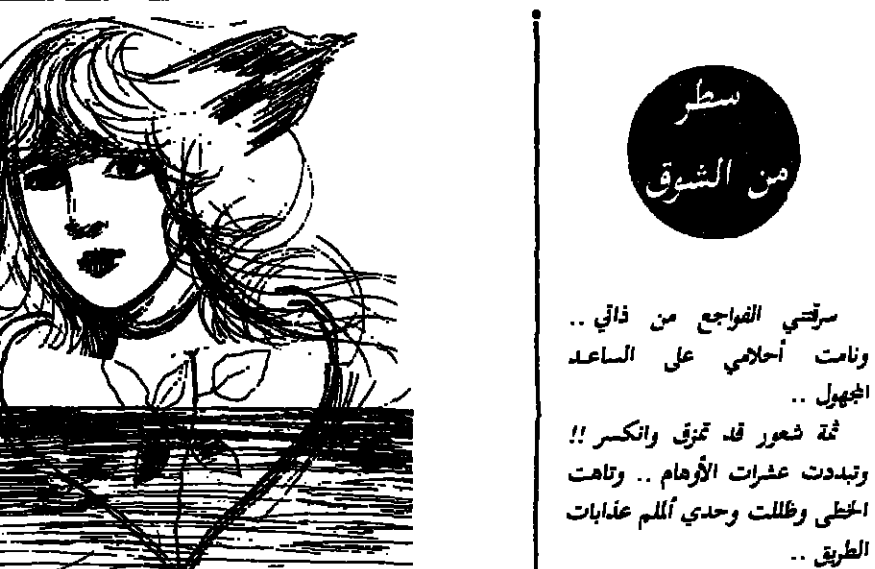 سطر
من الشوق
سرقتني الفواجع من ذاتي ..
ونامت أحلامي على الساعد
المجهول ..
ثمة شعور قد تمزق وانكسر !!
وتبددت عشرات الأوهام .. وتاهت
الخطى وظللت وحدي ألملم عذابات
الطريق ..